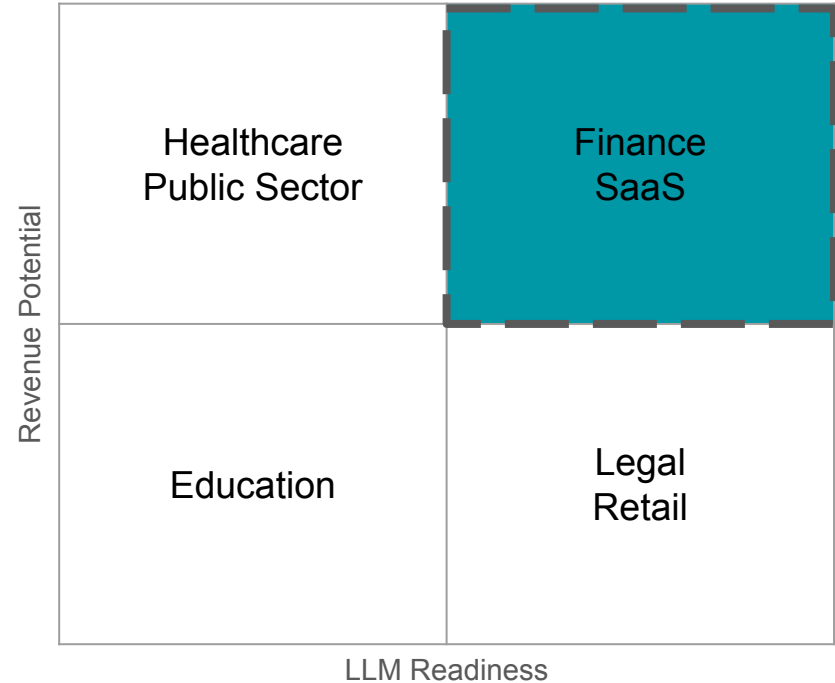 Healthcare
Public Sector
Finance
SaaS
Revenue Potential
Education
Legal
Retail
LLM Readiness